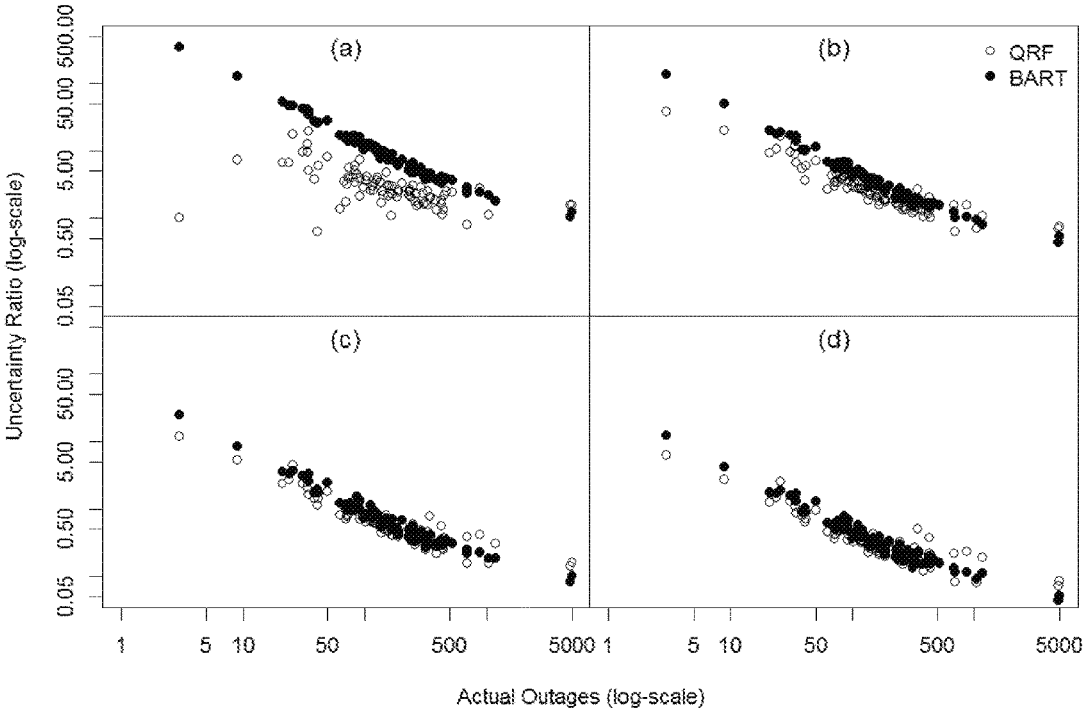 Uncertainty Ratio (log-scale)
500.00
50.00
5.00
0.50
0.05
(a)
(b)
QRF
BART
50.00
5.00
0.50
0.05
(c)
(d)
1 5 10 50 500 5000
1 5 10 50 500 5000
Actual Outages (log-scale)